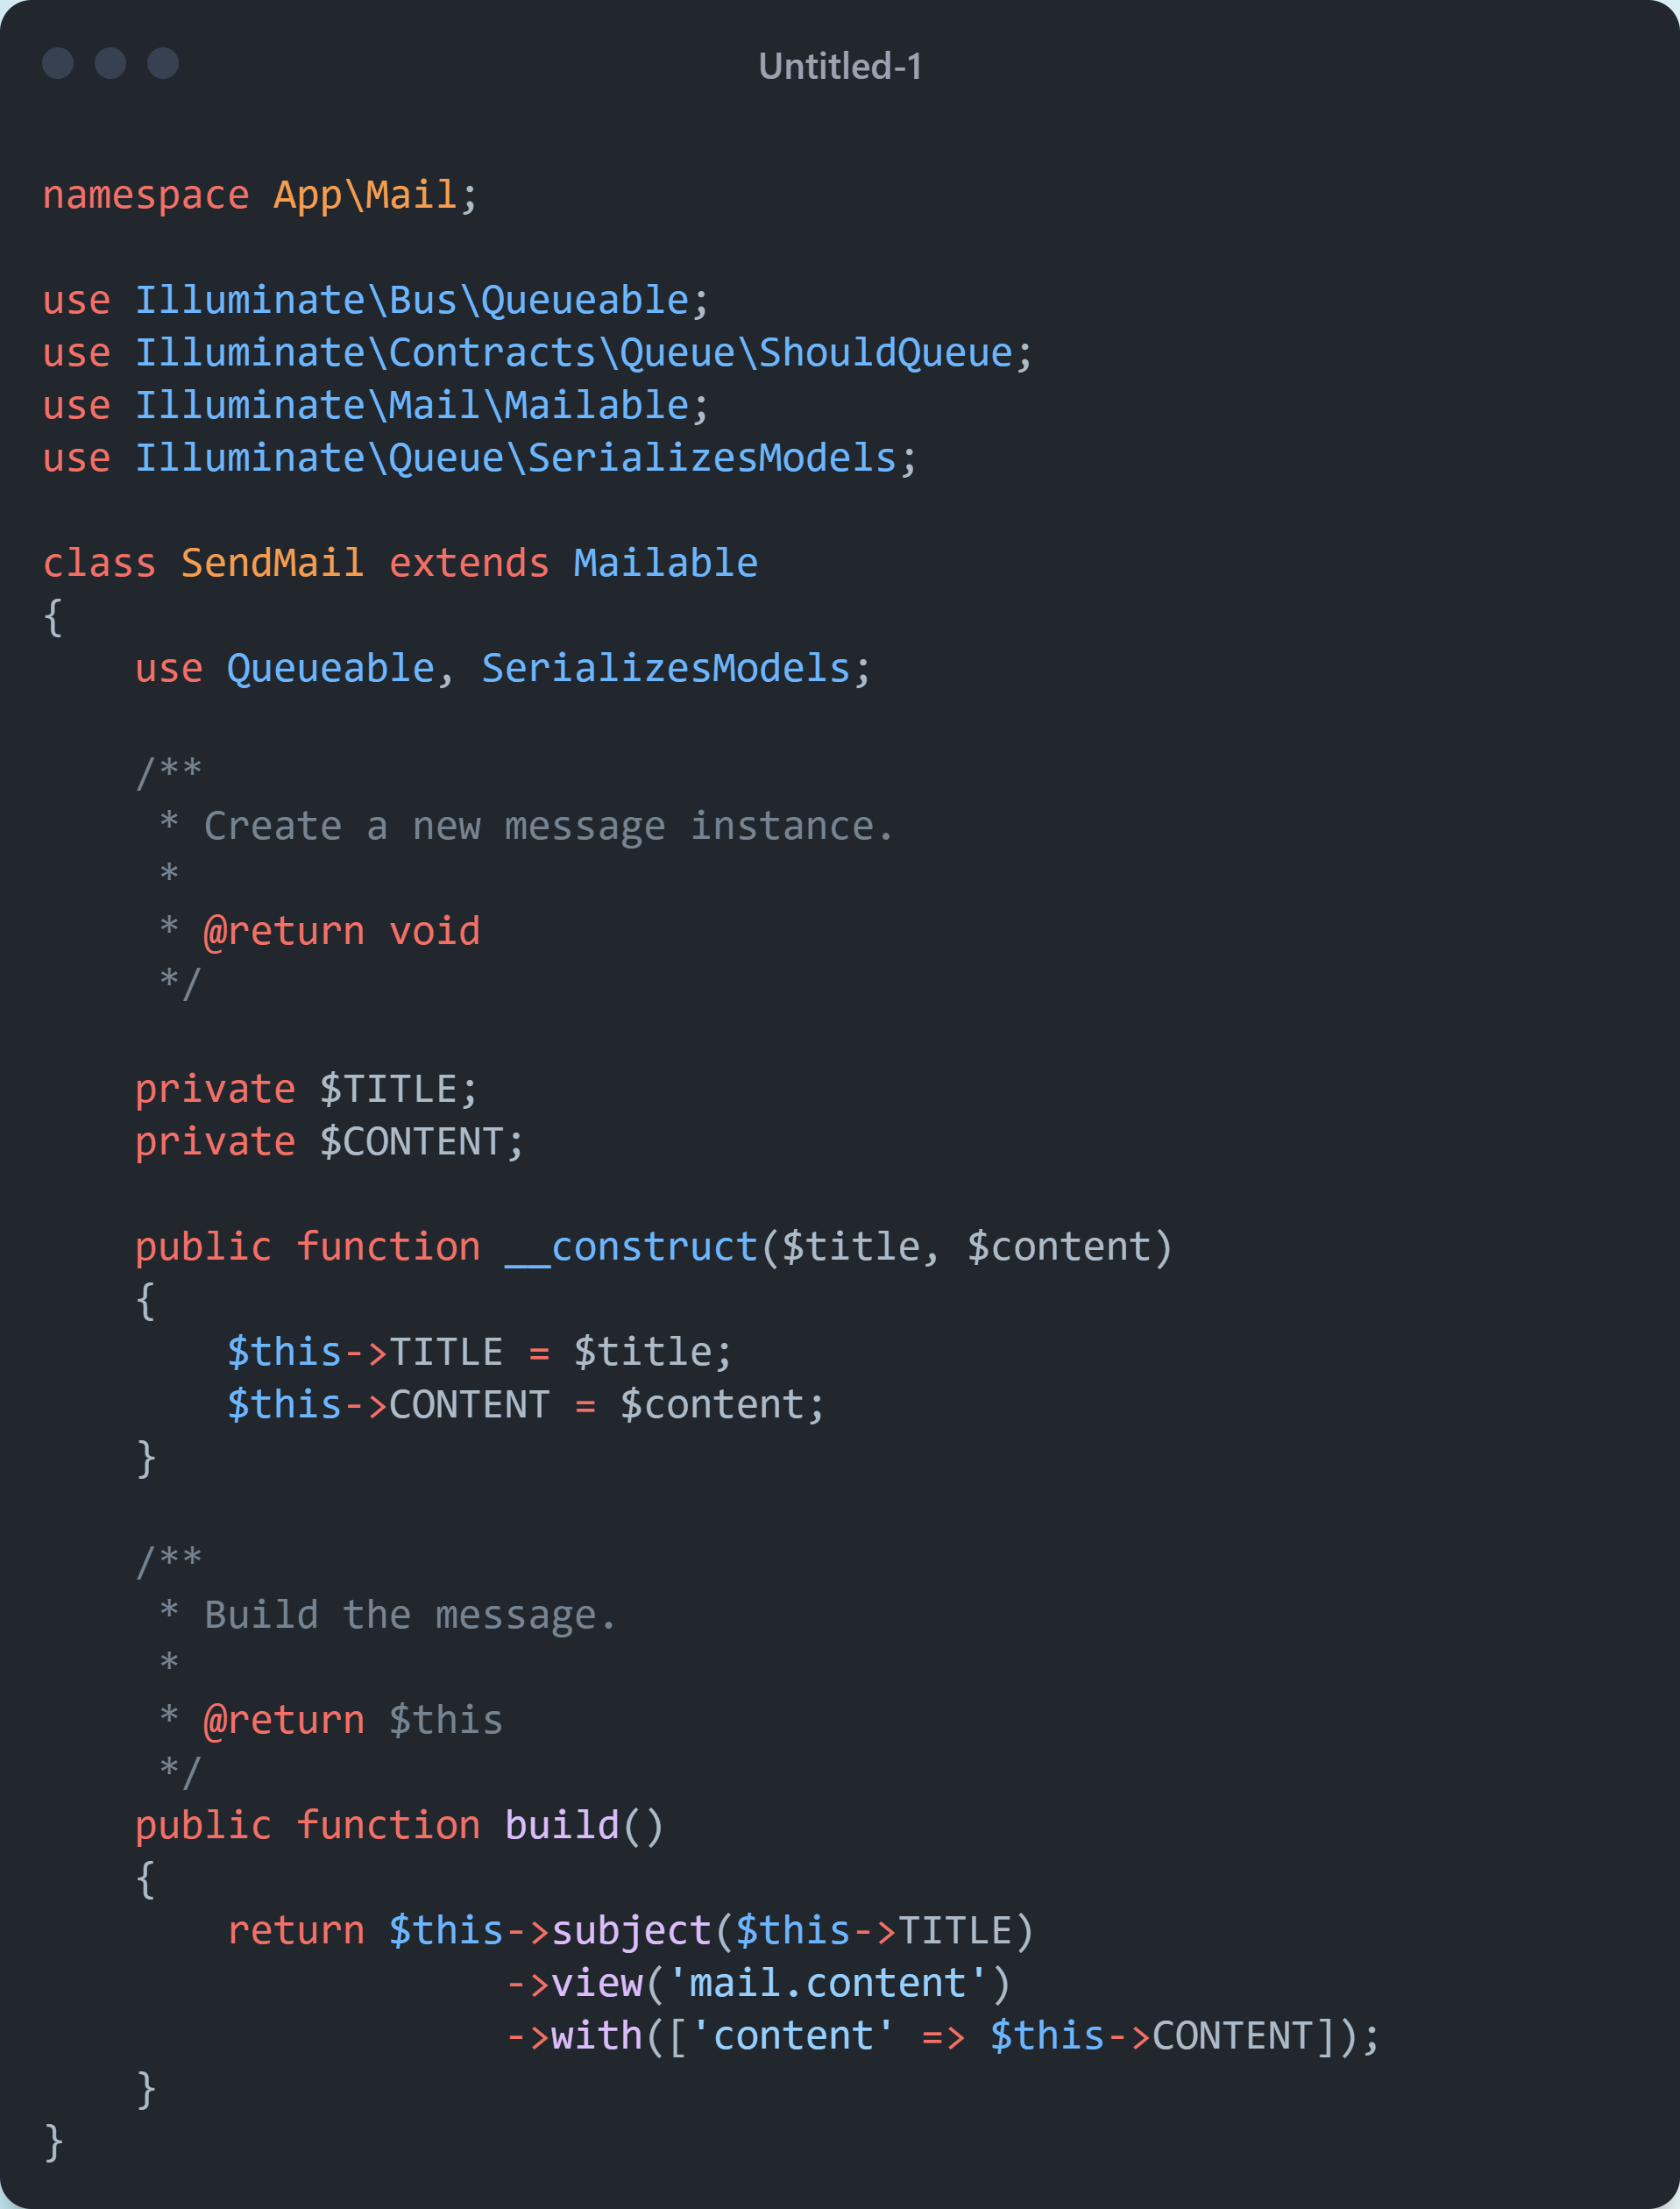 Untitled-1
namespace App\Mail;
use Illuminate\Bus\Queueable;
use Illuminate\Contracts\Queue\ShouldQueue;
use Illuminate\Mail\Mailable;
use Illuminate\Queue\SerializesModels;
class SendMail extends Mailable
{
    use Queueable, SerializesModels;
    /**
     * Create a new message instance.
     *
     * @return void
     */
    private $TITLE;
    private $CONTENT;
    public function __construct($title, $content)
    {
        $this->TITLE = $title;
        $this->CONTENT = $content;
    }
    /**
     * Build the message.
     *
     * @return $this
     */
    public function build()
    {
        return $this->subject($this->TITLE)
                    ->view('mail.content')
                    ->with(['content' => $this->CONTENT]);
    }
}